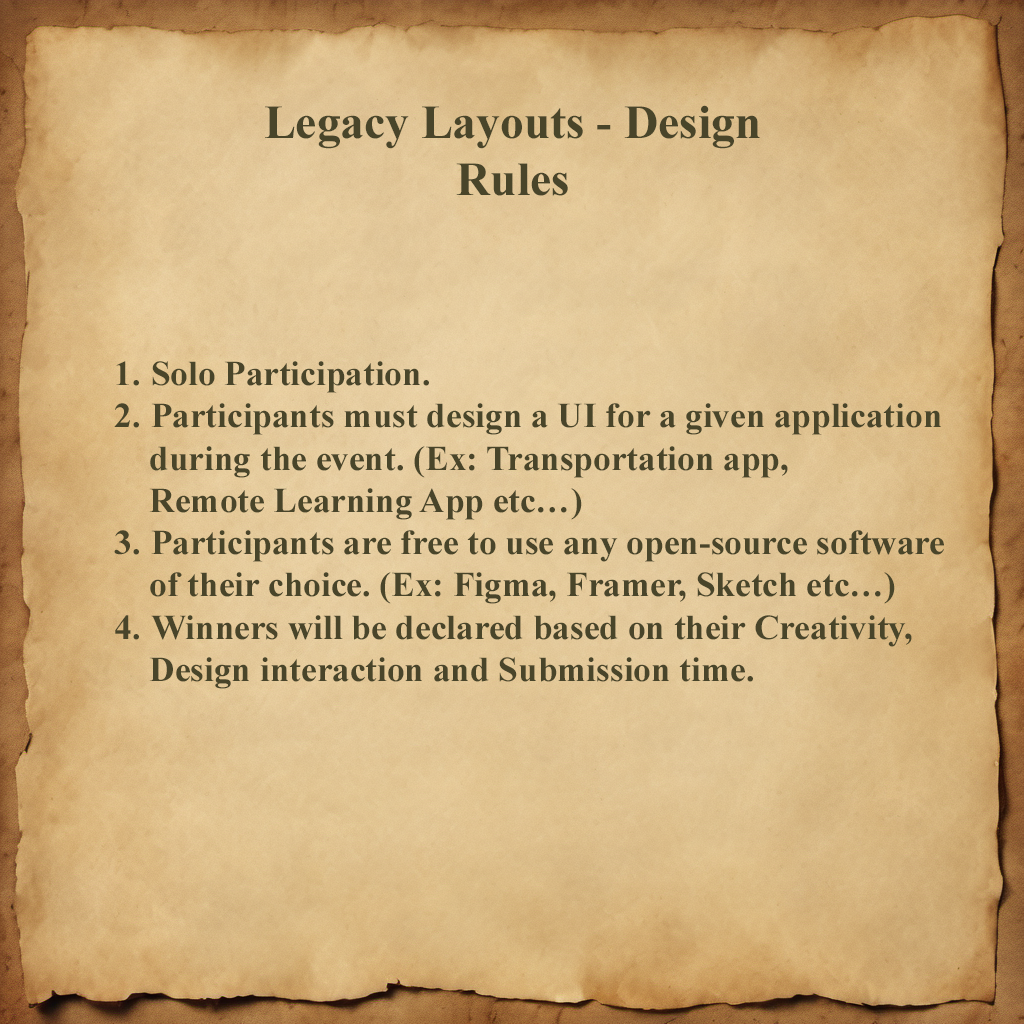 Legacy Layouts - Design
Rules
1. Solo Participation.
2. Participants must design a UI for a given application
during the event. (Ex: Transportation app,
Remote Learning App etc…)
3. Participants are free to use any open-source software
of their choice. (Ex: Figma, Framer, Sketch etc…)
4. Winners will be declared based on their Creativity,
Design interaction and Submission time.